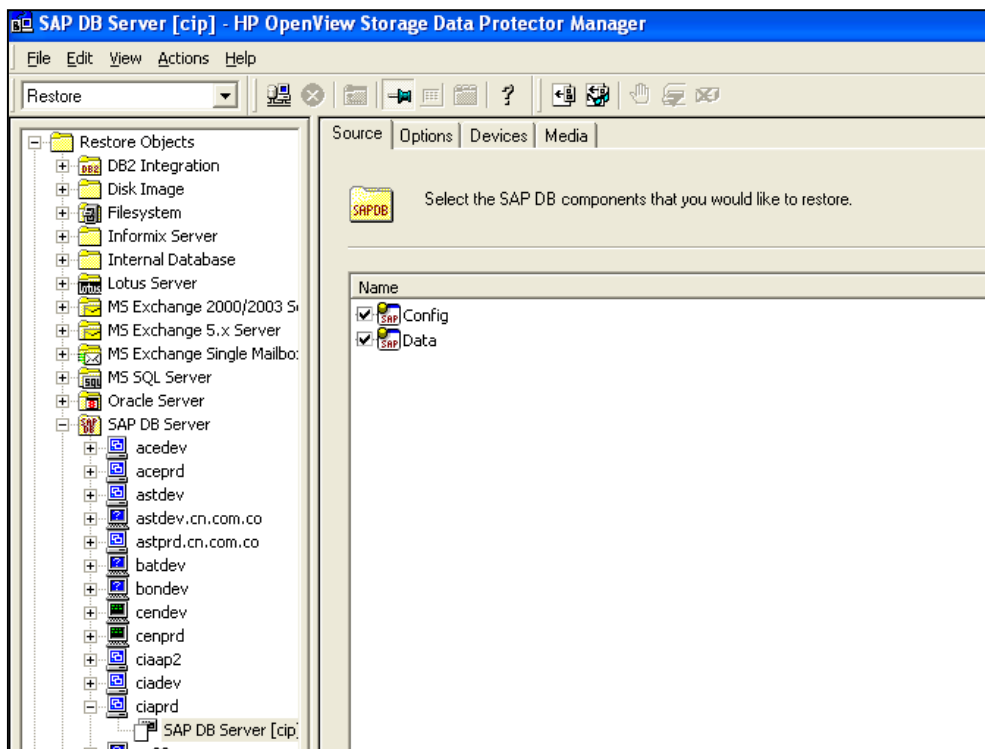 SAP DB Server [cip] - HP OpenView Storage Data Protector Manager
File Edit View Actions Help
Restore
?
Restore Objects
DB2 Integration
Disk Image
Filesystem
Informix Server
Internal Database
Lotus Server
MS Exchange 2000/2003 S
MS Exchange 5.x Server
MS Exchange Single Mailbo
MS SQL Server
Oracle Server
SAP DB Server
acedev
aceprd
astdev
astdev.cn.com.co
astprd.cn.com.co
batdev
bondev
cendev
cenprd
ciaap2
ciadev
ciaprd
SAP DB Server [cip]
Source Options Devices Media
SAPDB
Select the SAP DB components that you would like to restore.
Name
SAP Config
SAP Data